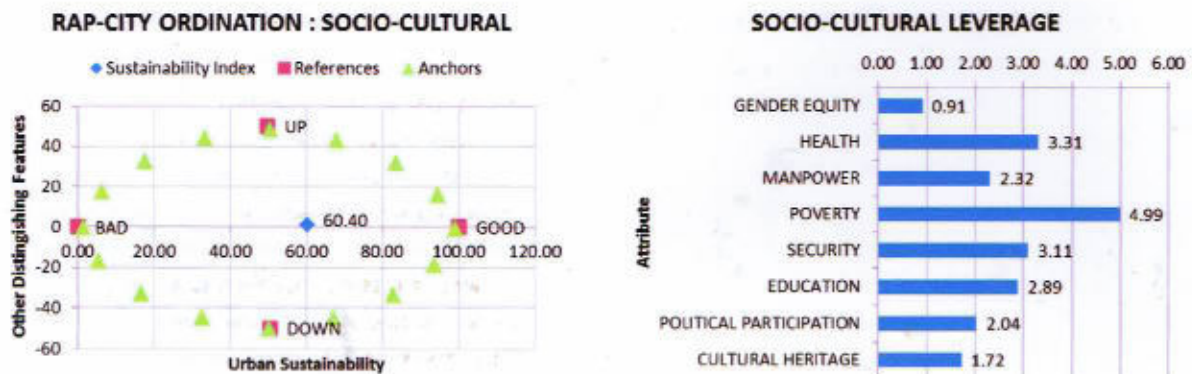 RAP-CITY ORDINATION : SOCIO-CULTURAL
Sustainability Index References Anchors
Other Distingishing Features
60
40
20
0
-20
-40
-60
UP
BAD
60.40
GOOD
DOWN
0.00 20.00 40.00 60.00 80.00 100.00 120.00
Urban Sustainability
SOCIO-CULTURAL LEVERAGE
0.00 1.00 2.00 3.00 4.00 5.00 6.00
Attribute
GENDER EQUITY 0.91
HEALTH 3.31
MANPOWER 2.32
POVERTY 4.99
SECURITY 3.11
EDUCATION 2.89
POLITICAL PARTICIPATION 2.04
CULTURAL HERITAGE 1.72